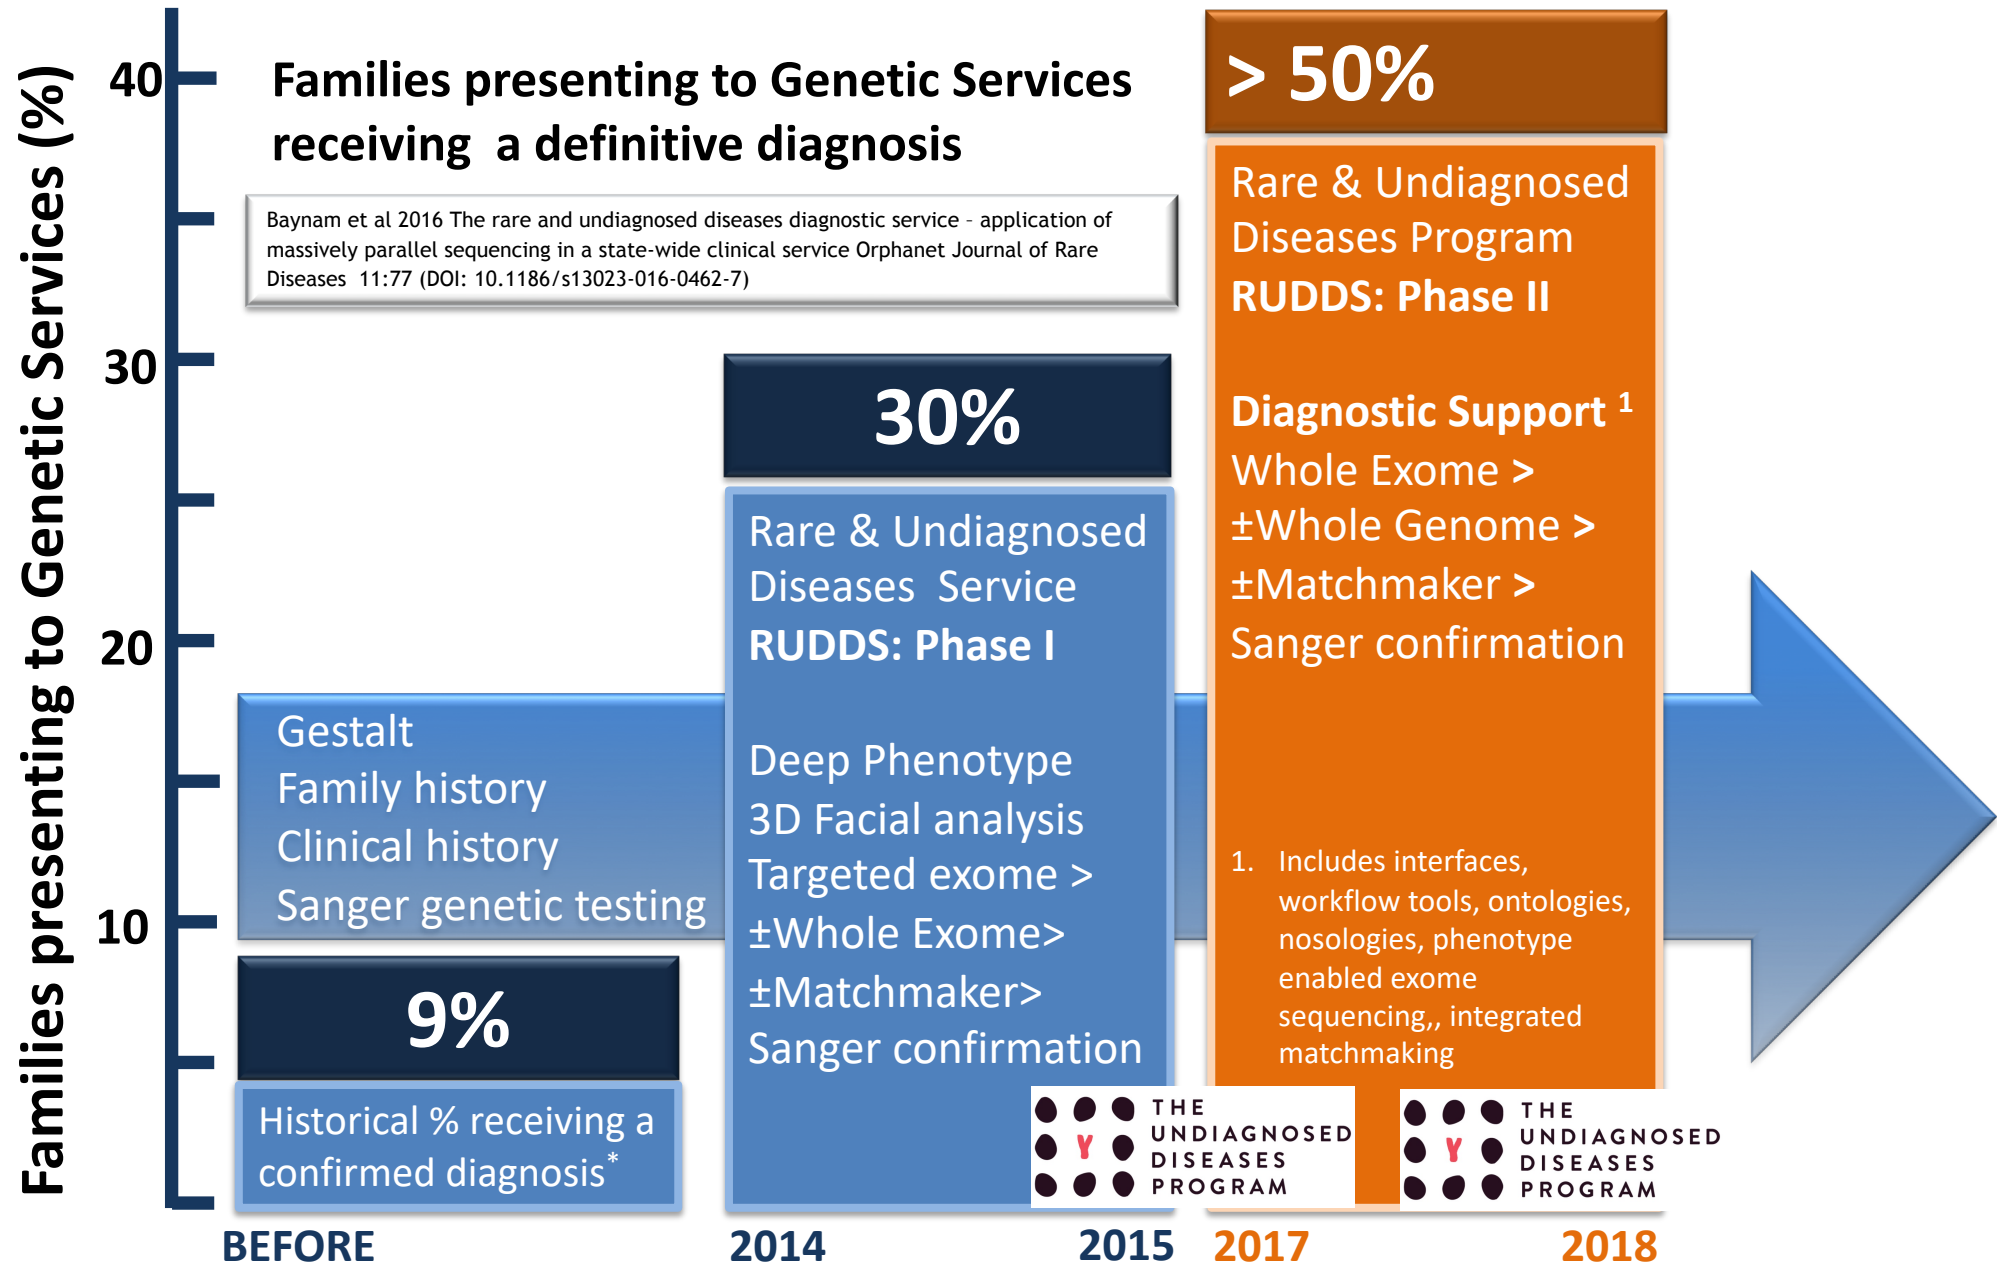 Families presenting to Genetic Services (%)
40
30
20
10
Families presenting to Genetic Services
receiving  a definitive diagnosis
Baynam et al 2016 The rare and undiagnosed diseases diagnostic service – application of
massively parallel sequencing in a state-wide clinical service Orphanet Journal of Rare
Diseases  11:77 (DOI: 10.1186/s13023-016-0462-7)
Gestalt
Family history
Clinical history
Sanger genetic testing
9%
Historical % receiving a
confirmed diagnosis*
BEFORE
30%
Rare & Undiagnosed
Diseases  Service
RUDDS: Phase I
Deep Phenotype
3D Facial analysis
Targeted exome >
±Whole Exome>
±Matchmaker>
Sanger confirmation
THE
UNDIAGNOSED
DISEASES
PROGRAM
2014
2015
> 50%
Rare & Undiagnosed
Diseases Program
RUDDS: Phase II
Diagnostic Support 1
Whole Exome >
±Whole Genome >
±Matchmaker >
Sanger confirmation
1. Includes interfaces,
workflow tools, ontologies,
nosologies, phenotype
enabled exome
sequencing,, integrated
matchmaking
THE
UNDIAGNOSED
DISEASES
PROGRAM
2017
2018